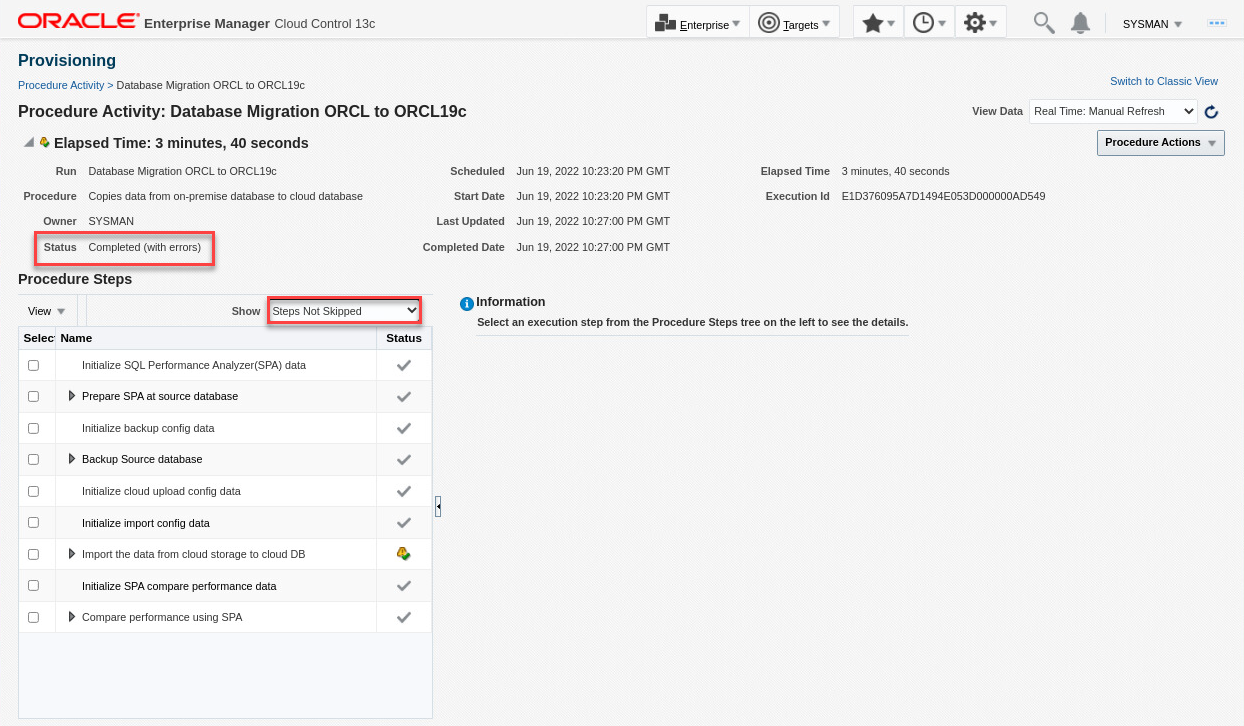 ORACLE® Enterprise Manager Cloud Control 13c
Enterprise
Targets
SYSMAN
Provisioning
Procedure Activity > Database Migration ORCL to ORCL19c
Switch to Classic View
Procedure Activity: Database Migration ORCL to ORCL19c
View Data Real Time: Manual Refresh
Elapsed Time: 3 minutes, 40 seconds
Procedure Actions
Run Database Migration ORCL to ORCL19c
Procedure Copies data from on-premise database to cloud database
Owner SYSMAN
Status Completed (with errors)
Scheduled Jun 19, 2022 10:23:20 PM GMT
Start Date Jun 19, 2022 10:23:20 PM GMT
Last Updated Jun 19, 2022 10:27:00 PM GMT
Completed Date Jun 19, 2022 10:27:00 PM GMT
Elapsed Time 3 minutes, 40 seconds
Execution Id E1D376095A7D1494E053D000000AD549
Procedure Steps
View
Show Steps Not Skipped
Selec Name Status
Initialize SQL Performance Analyzer(SPA) data
Prepare SPA at source database
Initialize backup config data
Backup Source database
Initialize cloud upload config data
Initialize import config data
Import the data from cloud storage to cloud DB
Initialize SPA compare performance data
Compare performance using SPA
Information
Select an execution step from the Procedure Steps tree on the left to see the details.